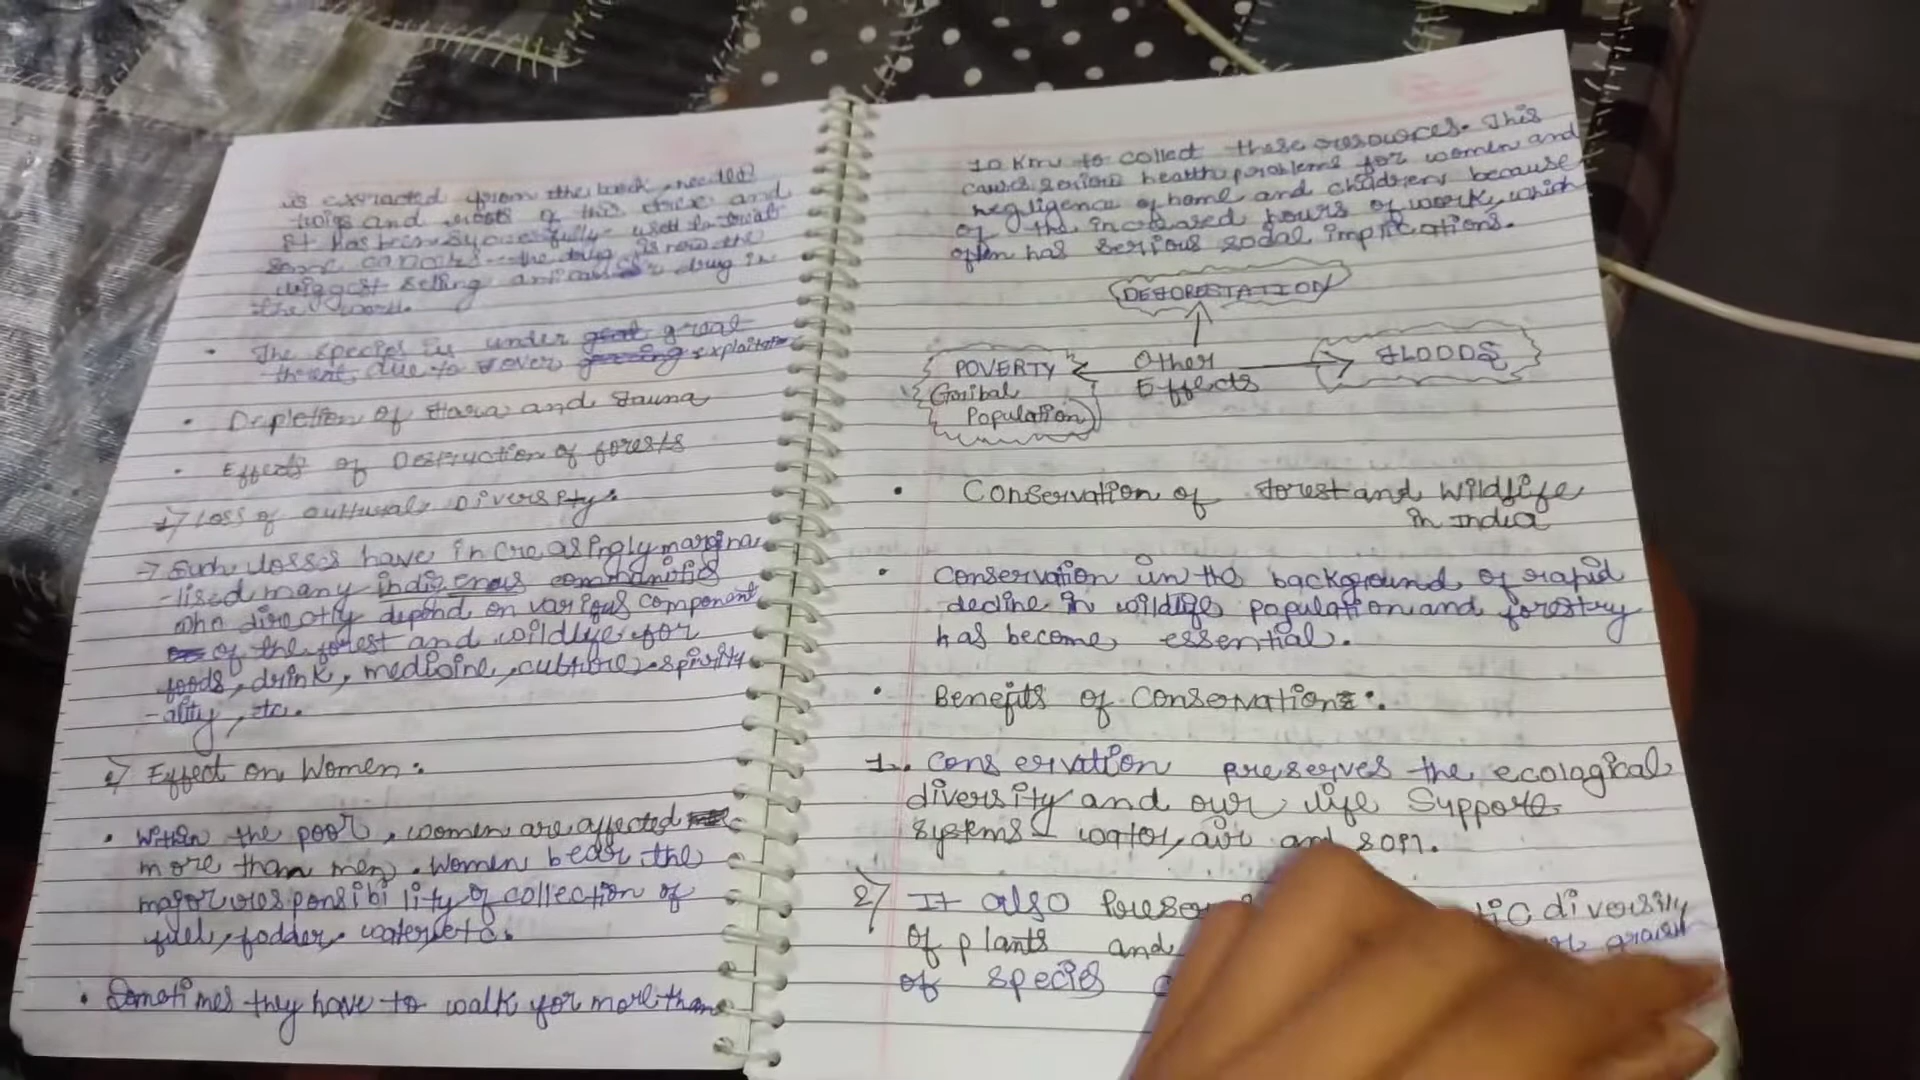 is extracted from the bark, needles
twigs and roots of this tree and
it has been sucessfully used to treat
some cancers. the drug is now the
biggest selling anticancer drug in
the world.
• The species is under great
threat due to over exploitation
• Depletion of Flora and Fauna
• Effects of Destruction of forests
1) Loss of cultural Diversity:
→ Such losses have increasingly margina
-lised many indigenous communities
who directly depend on various component
of the forest and wildlife for
foods, drink, medicine, culture, spiritu
-ality, etc.
2) Effect on Women:
• Within the poor, women are affected
more than men. Women bear the
major responsibility of collection of
fuel, fodder, water, etc.
• Sometimes they have to walk for more than
10 Km to collect these resources. This
cause serious health problems for women and
negligence of home and childrens because
of the increased hours of work, which
often has serious social implications.
DEFORESTATION
POVERTY
Other
Effects
FLOODS
Population
• Conservation of Forest and Wildlife
in India
• Conservation in the background of rapid
decline in wildlife population and forestry
has become essential.
• Benefits of Conservation:
1. Conservation preserves the ecological
diversity and our life Support
systems - water, air and soil.
2) It also diversity
of plants and
of species